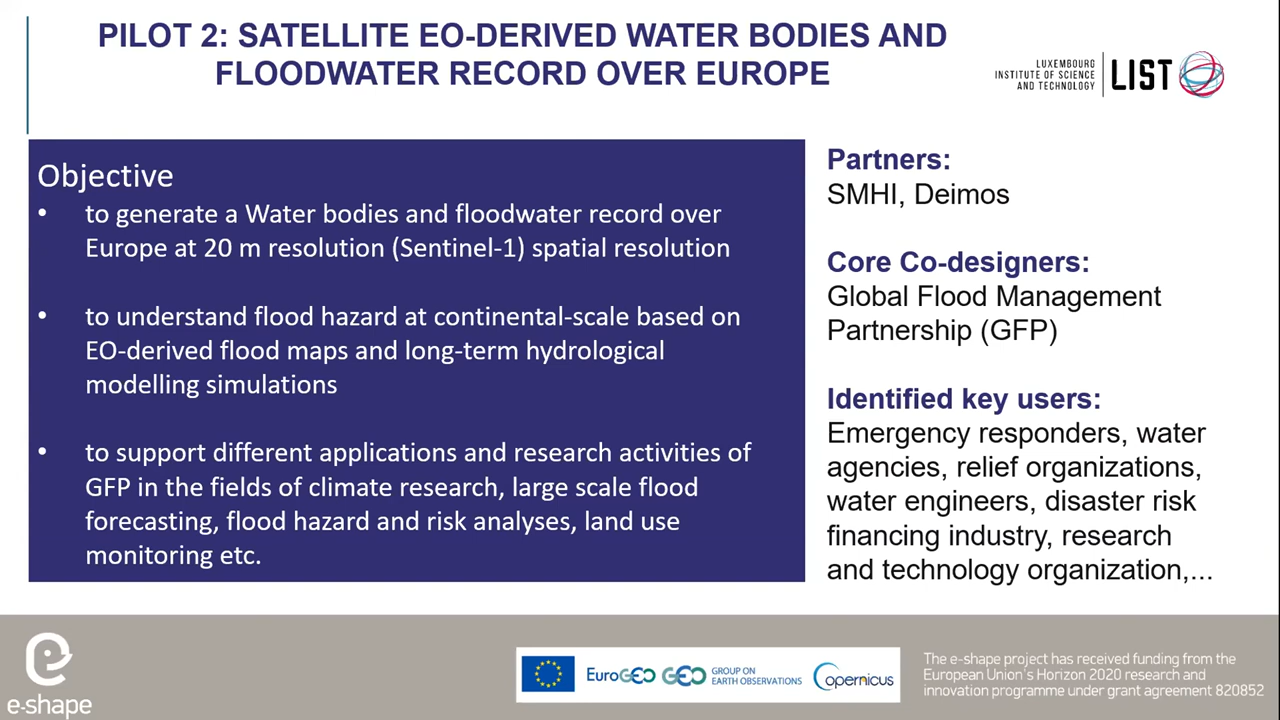 PILOT 2: SATELLITE EO-DERIVED WATER BODIES AND
FLOODWATER RECORD OVER EUROPE
LUXEMBOURG
INSTITUTE OF SCIENCE
AND TECHNOLOGY
LIST
Objective
• to generate a Water bodies and floodwater record over
Europe at 20 m resolution (Sentinel-1) spatial resolution
• to understand flood hazard at continental-scale based on
EO-derived flood maps and long-term hydrological
modelling simulations
• to support different applications and research activities of
GFP in the fields of climate research, large scale flood
forecasting, flood hazard and risk analyses, land use
monitoring etc.
Partners:
SMHI, Deimos
Core Co-designers:
Global Flood Management
Partnership (GFP)
Identified key users:
Emergency responders, water
agencies, relief organizations,
water engineers, disaster risk
financing industry, research
and technology organization,...
e-shape
EuroGEO
GEO
GROUP ON
EARTH OBSERVATIONS
Copernicus
The e-shape project has received funding from the
European Union's Horizon 2020 research and
innovation programme under grant agreement 820852